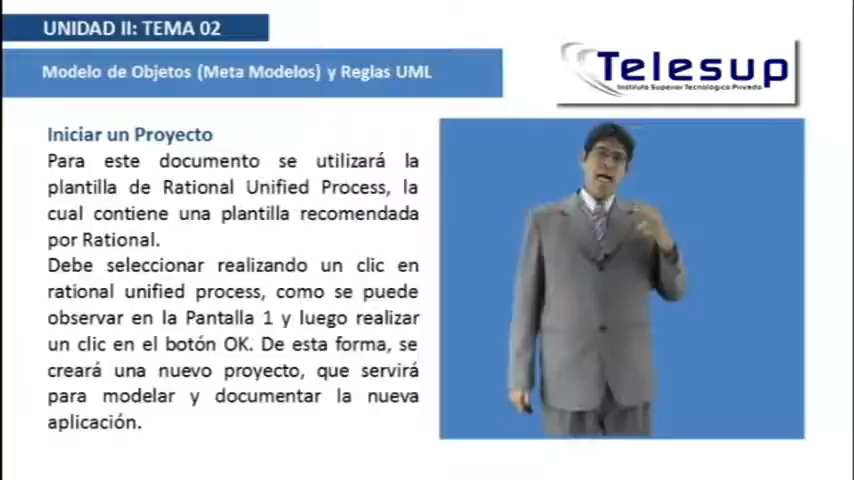 UNIDAD II: TEMA 02
Modelo de Objetos (Meta Modelos) y Reglas UML
Telesup
Instituto Superior Tecnológico Privado
Iniciar un Proyecto
Para este documento se utilizará la
plantilla de Rational Unified Process, la
cual contiene una plantilla recomendada
por Rational.
Debe seleccionar realizando un clic en
rational unified process, como se puede
observar en la Pantalla 1 y luego realizar
un clic en el botón OK. De esta forma, se
creará una nuevo proyecto, que servirá
para modelar y documentar la nueva
aplicación.